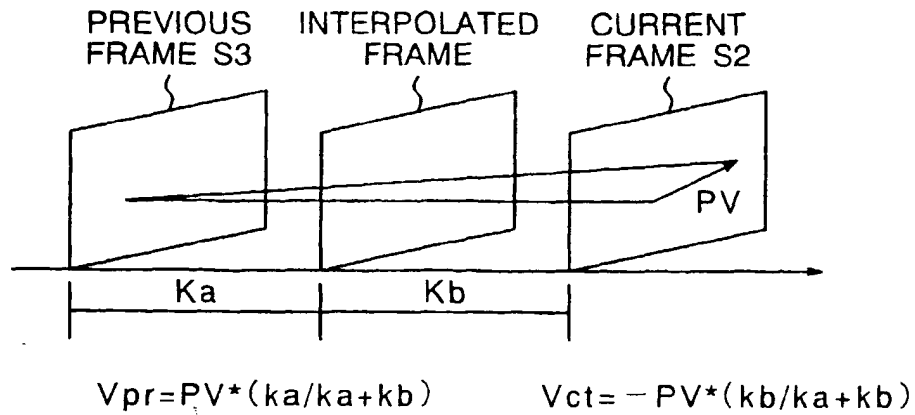 PREVIOUS
FRAME S3
INTERPOLATED
FRAME
CURRENT
FRAME S2
PV
Ka
Kb
Vpr=PV*(ka/ka+kb)
Vct=-PV*(kb/ka+kb)